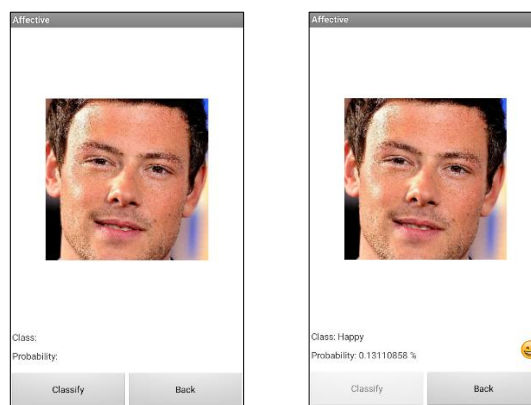 Affective
Class:
Probability:
Classify
Back
Affective
Class: Happy
Probability: 0.13110858 %
Classify
Back